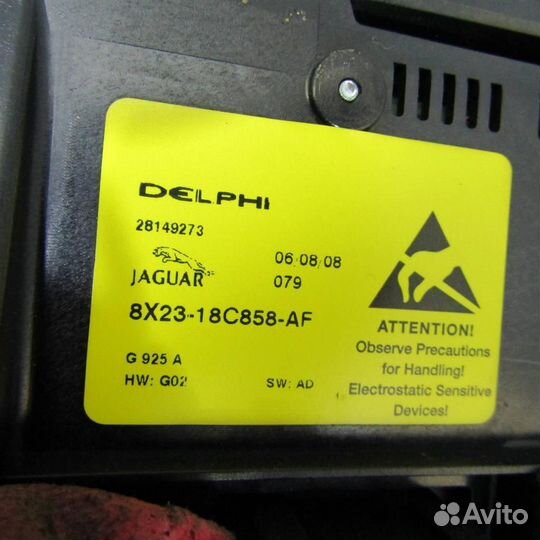 DELPHI
28149273
06.08.08
JAGUAR
079
8X23-18C858-AF
G 925 A
HW: G02
SW: AD
ATTENTION!
Observe Precautions
for Handling!
Electrostatic Sensitive
Devices!
Avito